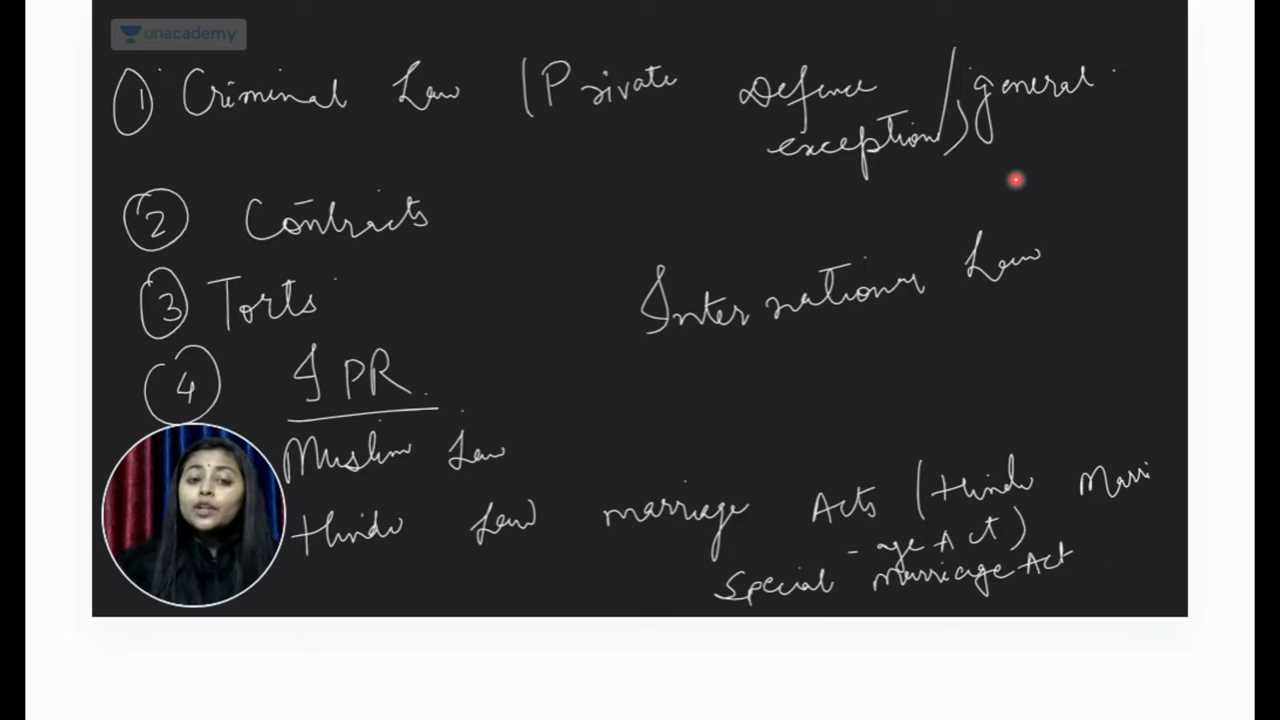 unacademy
① Criminal Law (Private Defence / general
exception)
② Contracts
③ Torts
International Law
④ IPR
Muslim Law
Hindu Law marriage Acts (Hindu Marri
- age Act)
Special Marriage Act